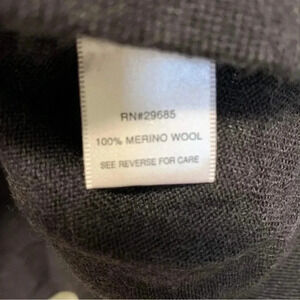 RN#29685
100% MERINO WOOL
SEE REVERSE FOR CARE